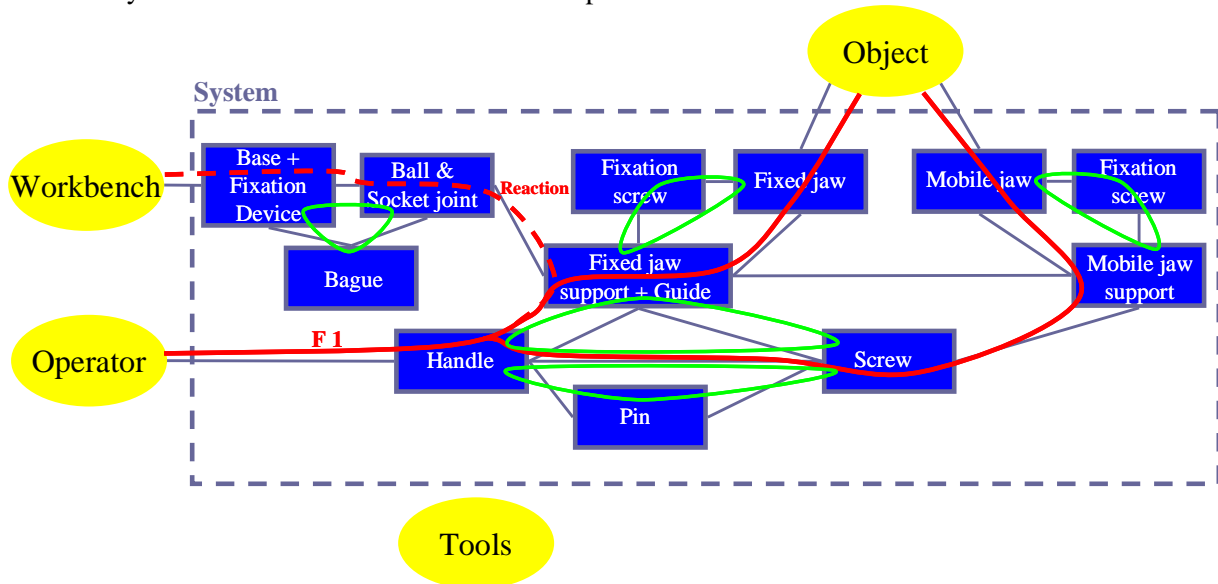 Object
System
Workbench
Base +
Fixation
Device
Ball &
Socket joint
Reaction
Fixation
screw
Fixed jaw
Mobile jaw
Fixation
screw
Bague
Fixed jaw
support + Guide
Mobile jaw
support
Operator
F 1
Handle
Screw
Pin
Tools